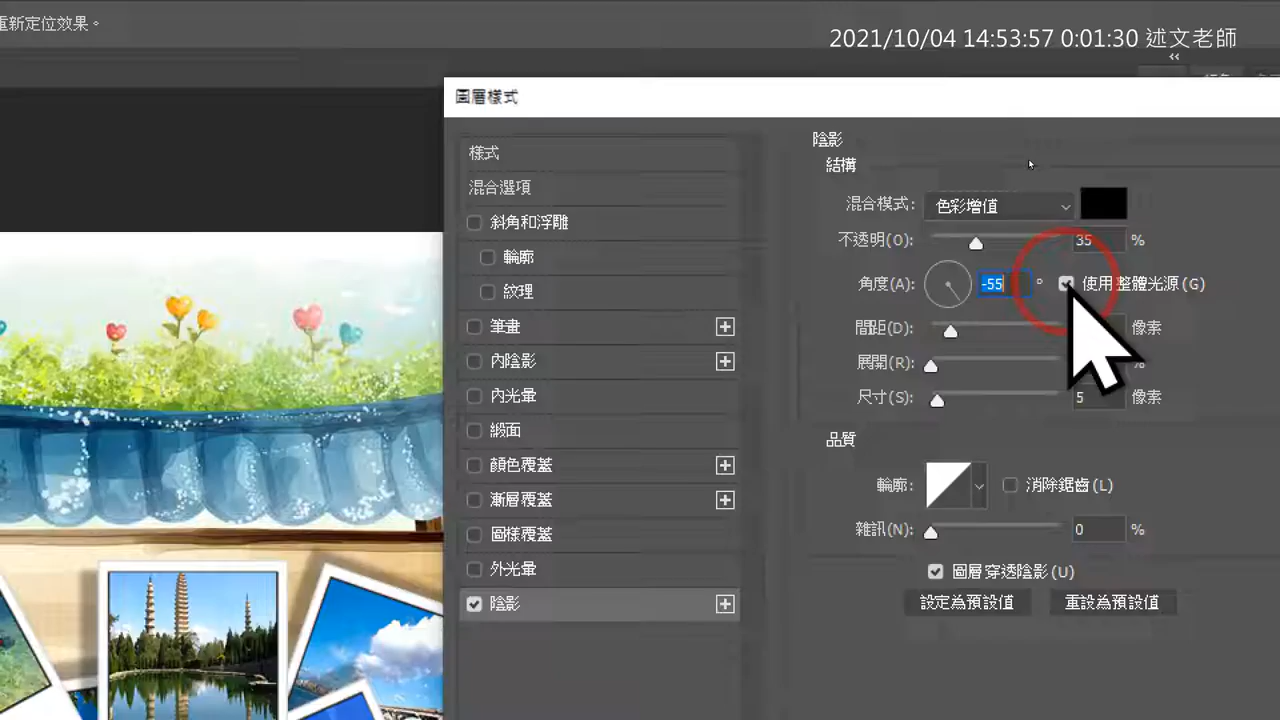 重新定位效果。
2021/10/04 14:53:57 0:01:30 述文老師
圖層樣式
樣式
混合選項
斜角和浮雕
輪廓
紋理
筆畫
內陰影
內光暈
緞面
顏色覆蓋
漸層覆蓋
圖樣覆蓋
外光暈
陰影
陰影
結構
混合模式: 色彩增值
不透明(O): 35 %
角度(A): -55 ° 使用整體光源(G)
間距(D): 像素
展開(R): %
尺寸(S): 5 像素
品質
輪廓: 消除鋸齒(L)
雜訊(N): 0 %
圖層穿透陰影(U)
設定為預設值 重設為預設值